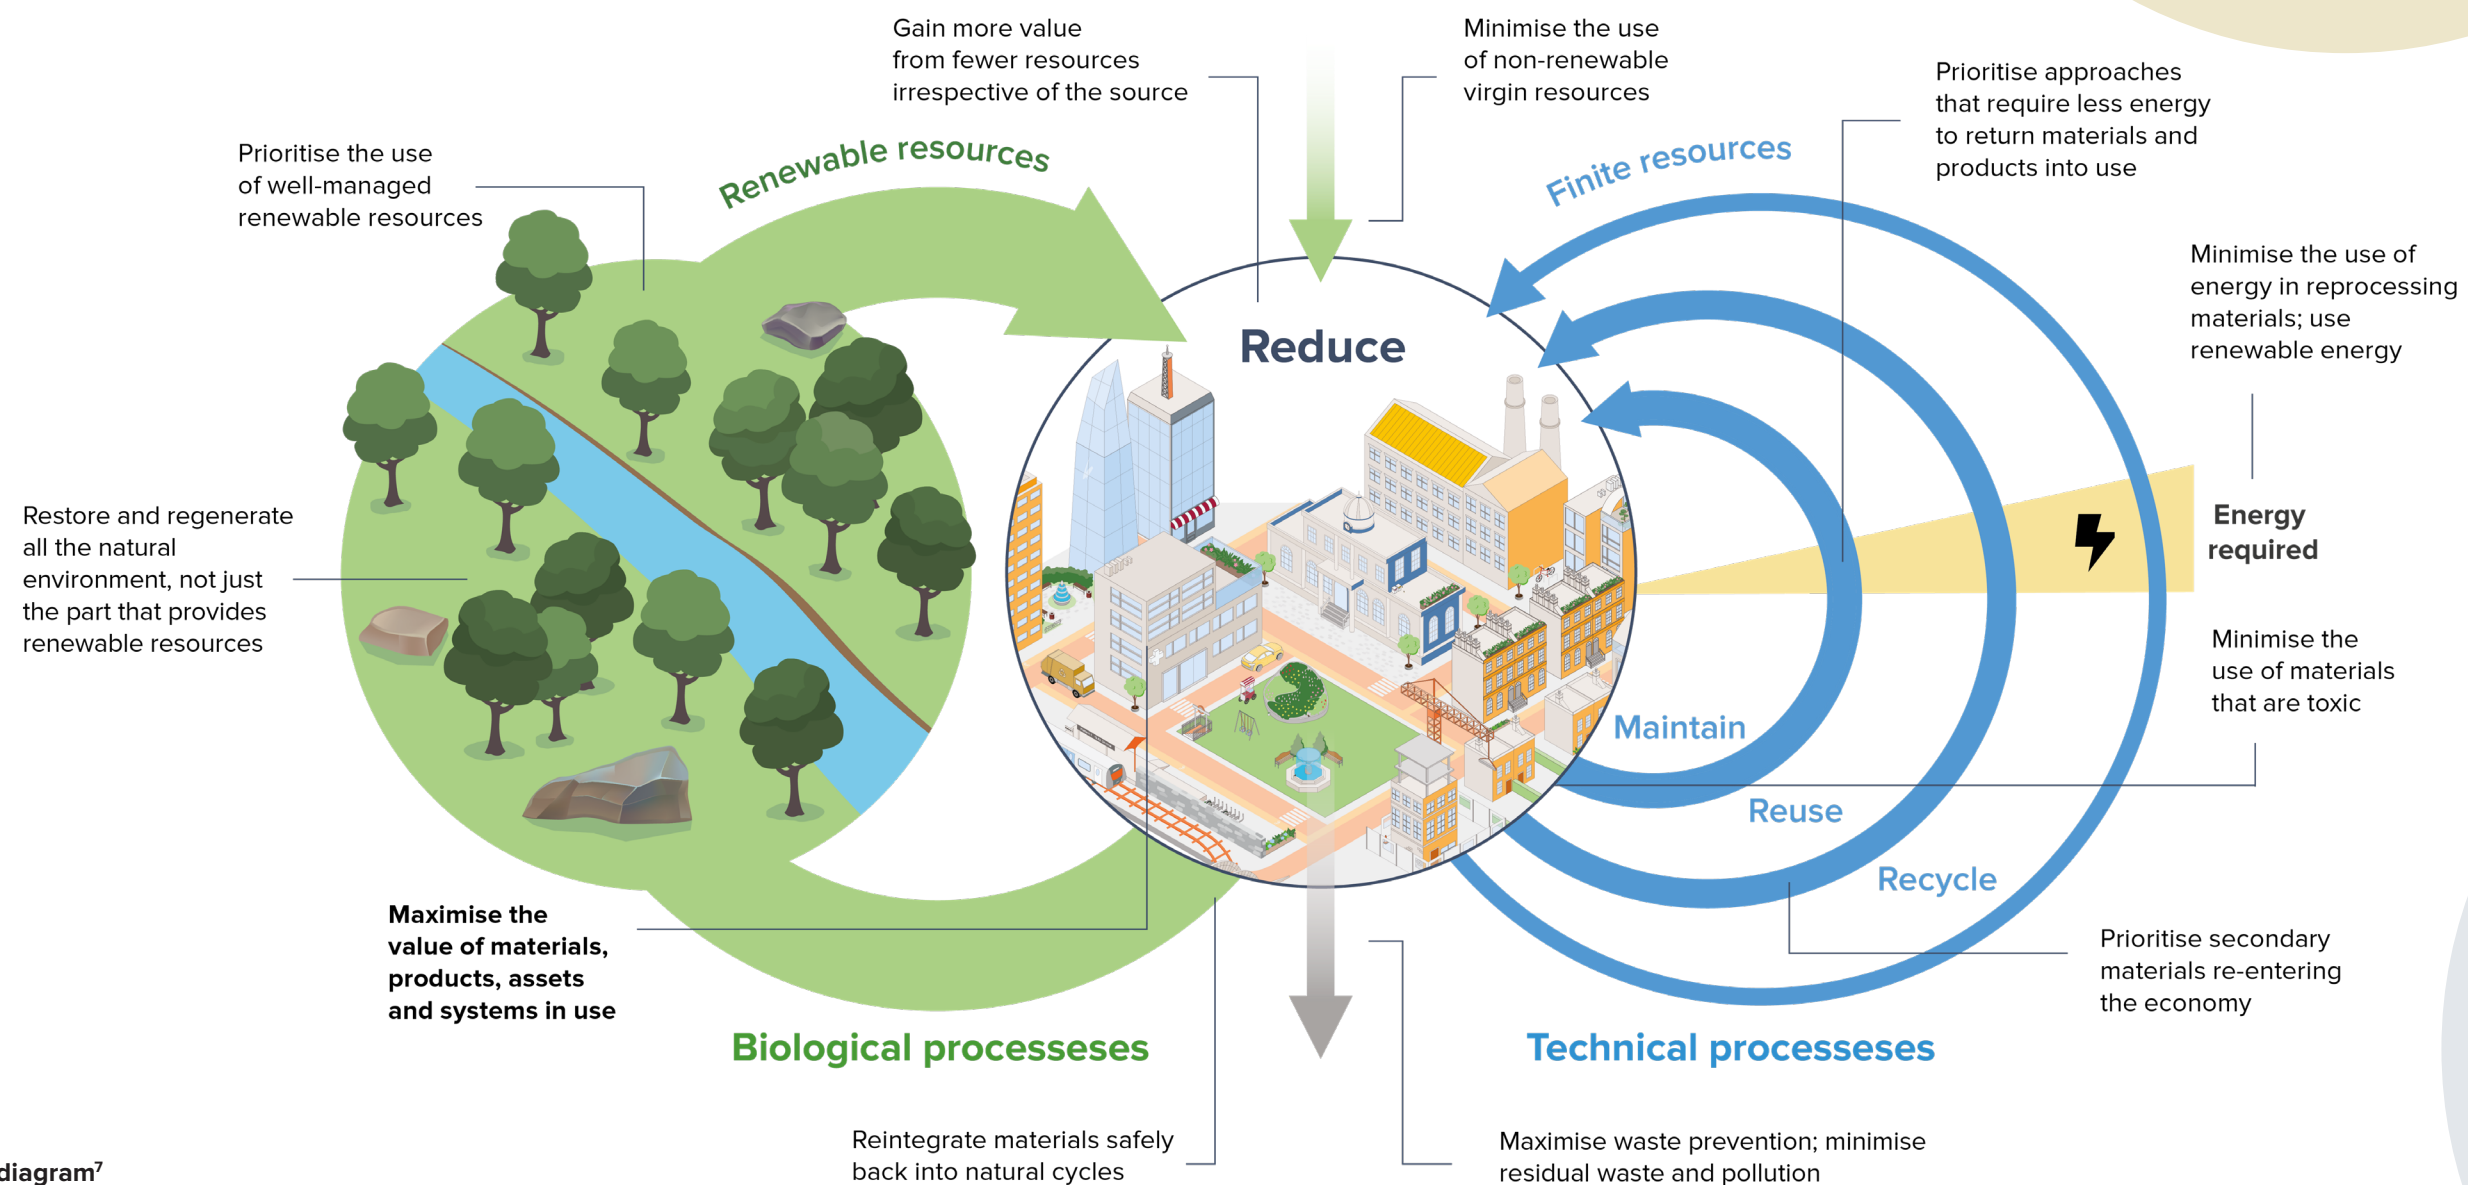 Gain more value
from fewer resources
irrespective of the source
Minimise the use
of non-renewable
virgin resources
Prioritise approaches
that require less energy
to return materials and
products into use
Prioritise the use
of well-managed
renewable resources
Renewable resources
Finite resources
Minimise the use of
energy in reprocessing
materials; use
renewable energy
Reduce
Restore and regenerate
all the natural
environment, not just
the part that provides
renewable resources
Energy
required
Minimise the
use of materials
that are toxic
Maintain
Reuse
Recycle
Maximise the
value of materials,
products, assets
and systems in use
Prioritise secondary
materials re-entering
the economy
Biological processeses
Technical processeses
Reintegrate materials safely
back into natural cycles
Maximise waste prevention; minimise
residual waste and pollution
diagram7